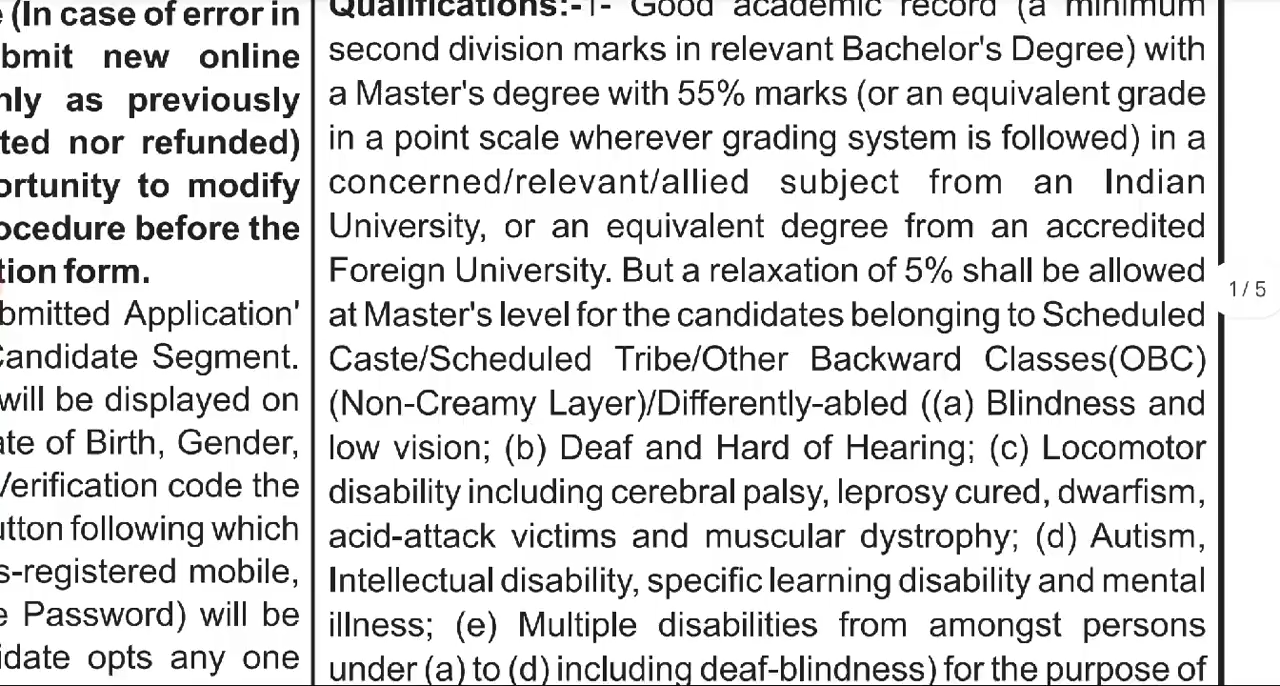 (In case of error in
bmit new online
nly as previously
ted nor refunded)
ortunity to modify
ocedure before the
tion form.
bmitted Application'
Candidate Segment.
will be displayed on
ate of Birth, Gender,
Verification code the
utton following which
s-registered mobile,
e Password) will be
idate opts any one
Qualifications:-1- Good academic record (a minimum
second division marks in relevant Bachelor's Degree) with
a Master's degree with 55% marks (or an equivalent grade
in a point scale wherever grading system is followed) in a
concerned/relevant/allied subject from an Indian
University, or an equivalent degree from an accredited
Foreign University. But a relaxation of 5% shall be allowed
at Master's level for the candidates belonging to Scheduled
Caste/Scheduled Tribe/Other Backward Classes(OBC)
(Non-Creamy Layer)/Differently-abled ((a) Blindness and
low vision; (b) Deaf and Hard of Hearing; (c) Locomotor
disability including cerebral palsy, leprosy cured, dwarfism,
acid-attack victims and muscular dystrophy; (d) Autism,
Intellectual disability, specific learning disability and mental
illness; (e) Multiple disabilities from amongst persons
under (a) to (d) including deaf-blindness) for the purpose of
1/5